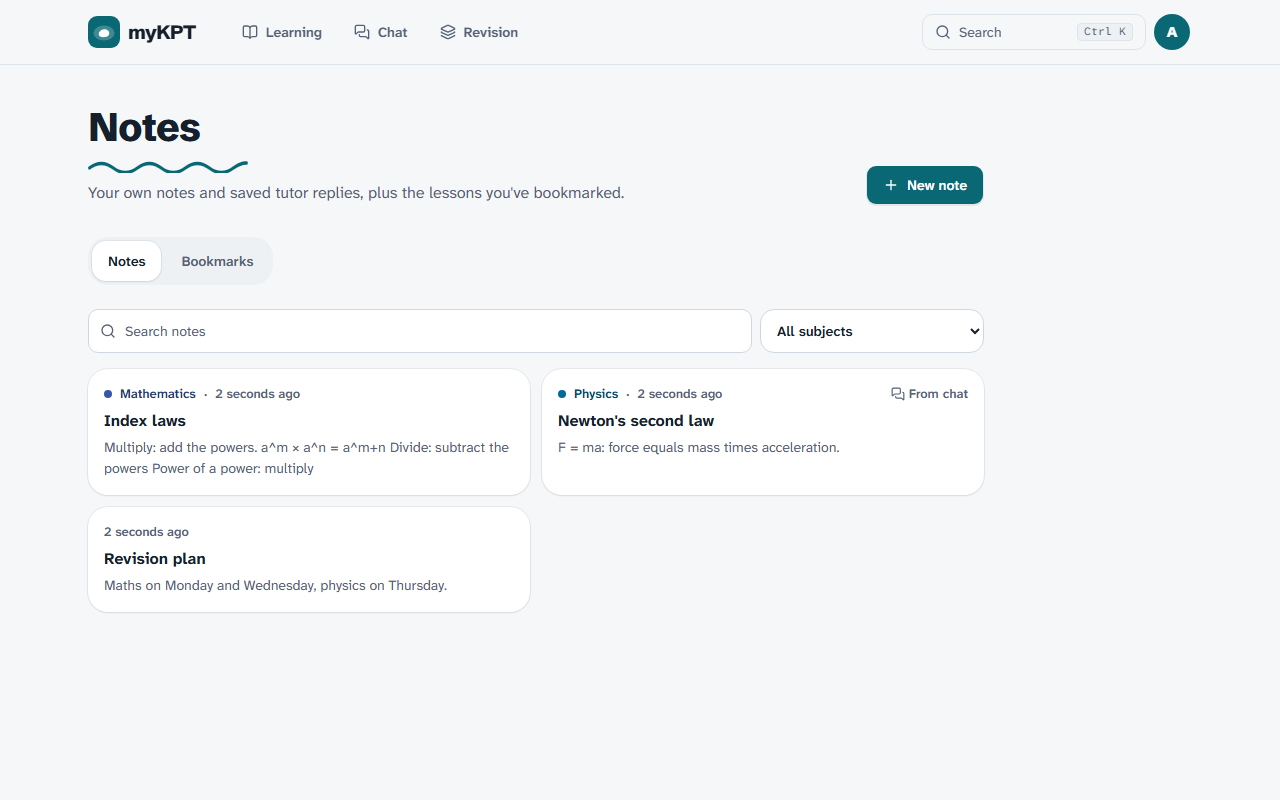 myKPT
Learning
Chat
Revision
Search
Ctrl K
A
Notes
Your own notes and saved tutor replies, plus the lessons you've bookmarked.
New note
Notes
Bookmarks
Search notes
All subjects
Mathematics · 2 seconds ago
Index laws
Multiply: add the powers. a^m × a^n = a^m+n Divide: subtract the
powers Power of a power: multiply
Physics · 2 seconds ago
From chat
Newton's second law
F = ma: force equals mass times acceleration.
2 seconds ago
Revision plan
Maths on Monday and Wednesday, physics on Thursday.